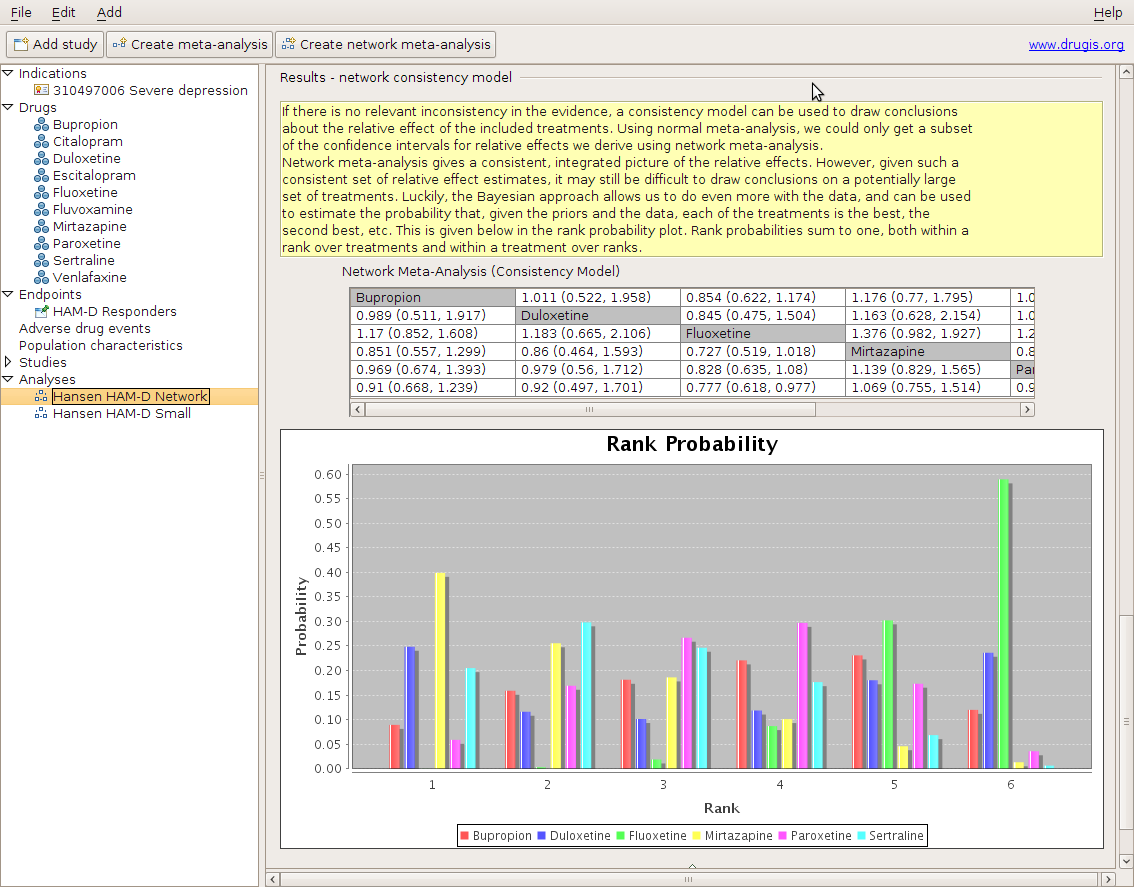 File Edit Add Help
Add study Create meta-analysis Create network meta-analysis www.drugis.org
Indications
310497006 Severe depression
Drugs
Bupropion
Citalopram
Duloxetine
Escitalopram
Fluoxetine
Fluvoxamine
Mirtazapine
Paroxetine
Sertraline
Venlafaxine
Endpoints
HAM-D Responders
Adverse drug events
Population characteristics
Studies
Analyses
Hansen HAM-D Network
Hansen HAM-D Small
Results - network consistency model
If there is no relevant inconsistency in the evidence, a consistency model can be used to draw conclusions
about the relative effect of the included treatments. Using normal meta-analysis, we could only get a subset
of the confidence intervals for relative effects we derive using network meta-analysis.
Network meta-analysis gives a consistent, integrated picture of the relative effects. However, given such a
consistent set of relative effect estimates, it may still be difficult to draw conclusions on a potentially large
set of treatments. Luckily, the Bayesian approach allows us to do even more with the data, and can be used
to estimate the probability that, given the priors and the data, each of the treatments is the best, the
second best, etc. This is given below in the rank probability plot. Rank probabilities sum to one, both within a
rank over treatments and within a treatment over ranks.
Network Meta-Analysis (Consistency Model)
Bupropion 1.011 (0.522, 1.958) 0.854 (0.622, 1.174) 1.176 (0.77, 1.795) 1.0
0.989 (0.511, 1.917) Duloxetine 0.845 (0.475, 1.504) 1.163 (0.628, 2.154) 1.0
1.17 (0.852, 1.608) 1.183 (0.665, 2.106) Fluoxetine 1.376 (0.982, 1.927) 1.2
0.851 (0.557, 1.299) 0.86 (0.464, 1.593) 0.727 (0.519, 1.018) Mirtazapine 0.8
0.969 (0.674, 1.393) 0.979 (0.56, 1.712) 0.828 (0.635, 1.08) 1.139 (0.829, 1.565) Par
0.91 (0.668, 1.239) 0.92 (0.497, 1.701) 0.777 (0.618, 0.977) 1.069 (0.755, 1.514) 0.9
Rank Probability
0.60
0.55
0.50
0.45
0.40
0.35
0.30
0.25
0.20
0.15
0.10
0.05
0.00
Probability
1 2 3 4 5 6
Rank
Bupropion Duloxetine Fluoxetine Mirtazapine Paroxetine Sertraline